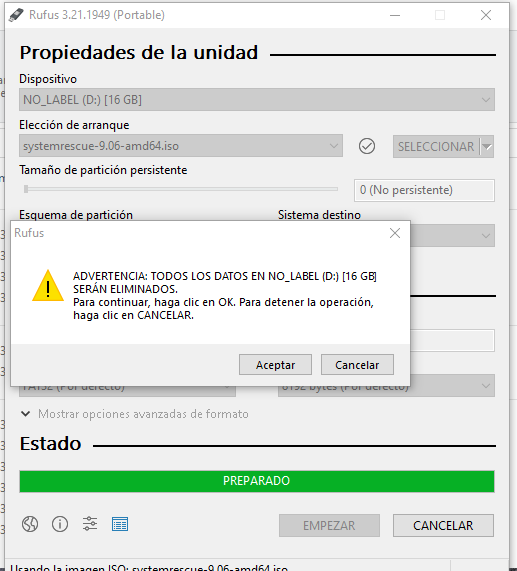 Rufus 3.21.1949 (Portable)
Propiedades de la unidad
Dispositivo
NO_LABEL (D:) [16 GB]
Elección de arranque
systemrescue-9.06-amd64.iso
SELECCIONAR
Tamaño de partición persistente
0 (No persistente)
Esquema de partición
Sistema destino
Rufus
ADVERTENCIA: TODOS LOS DATOS EN NO_LABEL (D:) [16 GB]
SERÁN ELIMINADOS.
Para continuar, haga clic en OK. Para detener la operación,
haga clic en CANCELAR.
Aceptar
Cancelar
FAT32 (Por defecto)
8192 bytes (Por defecto)
Mostrar opciones avanzadas de formato
Estado
PREPARADO
EMPEZAR
CANCELAR
Usando la imagen ISO: systemrescue-9.06-amd64.iso